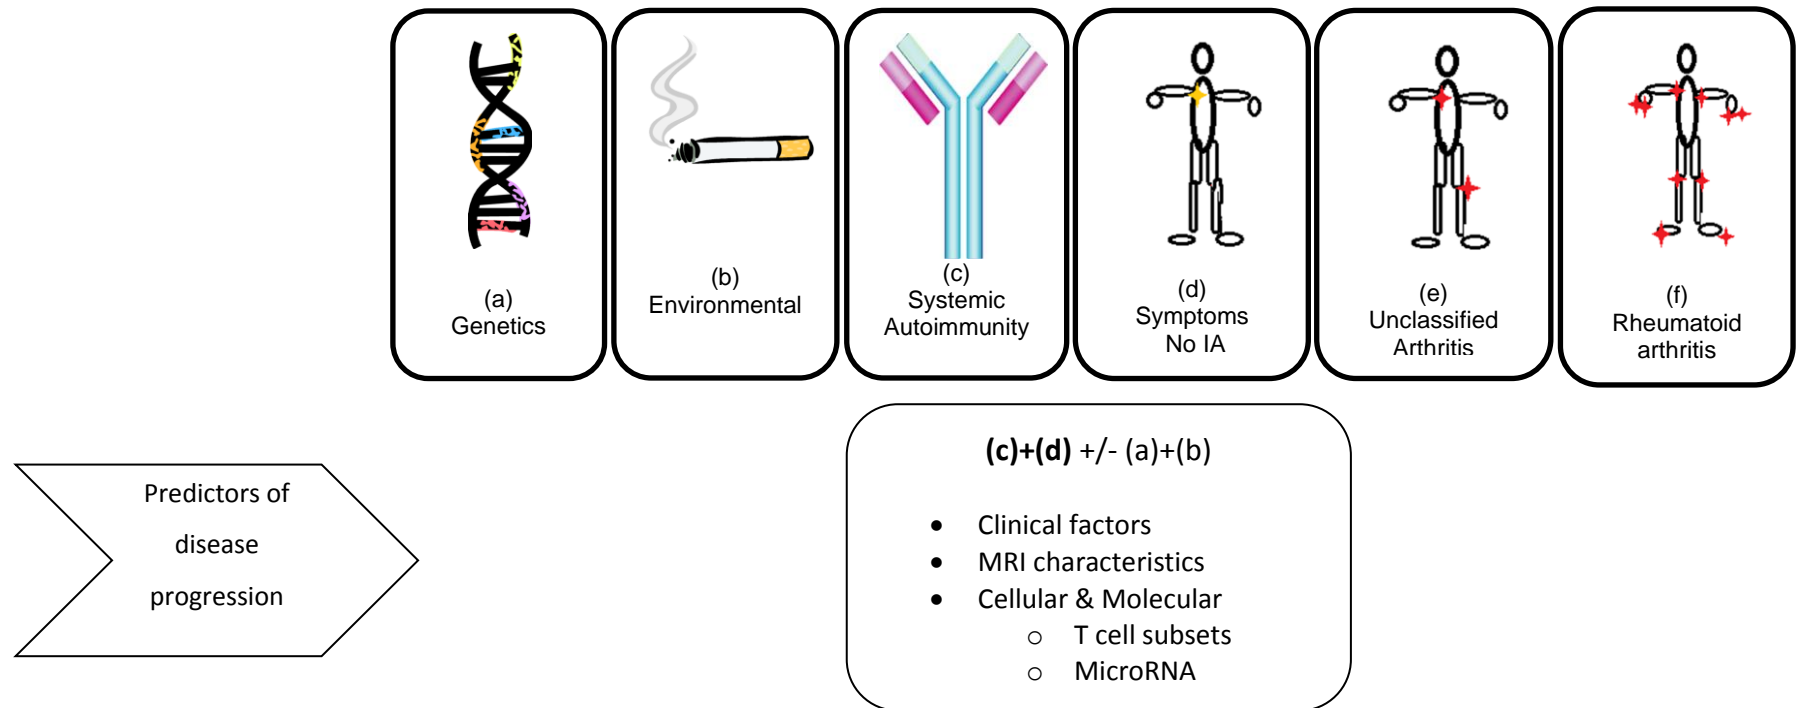 (a)
Genetics
(b)
Environmental
(c)
Systemic
Autoimmunity
(d)
Symptoms
No IA
(e)
Unclassified
Arthritis
(f)
Rheumatoid
arthritis
Predictors of
disease
progression
(c)+(d) +/- (a)+(b)
• Clinical factors
• MRI characteristics
• Cellular & Molecular
o T cell subsets
o MicroRNA